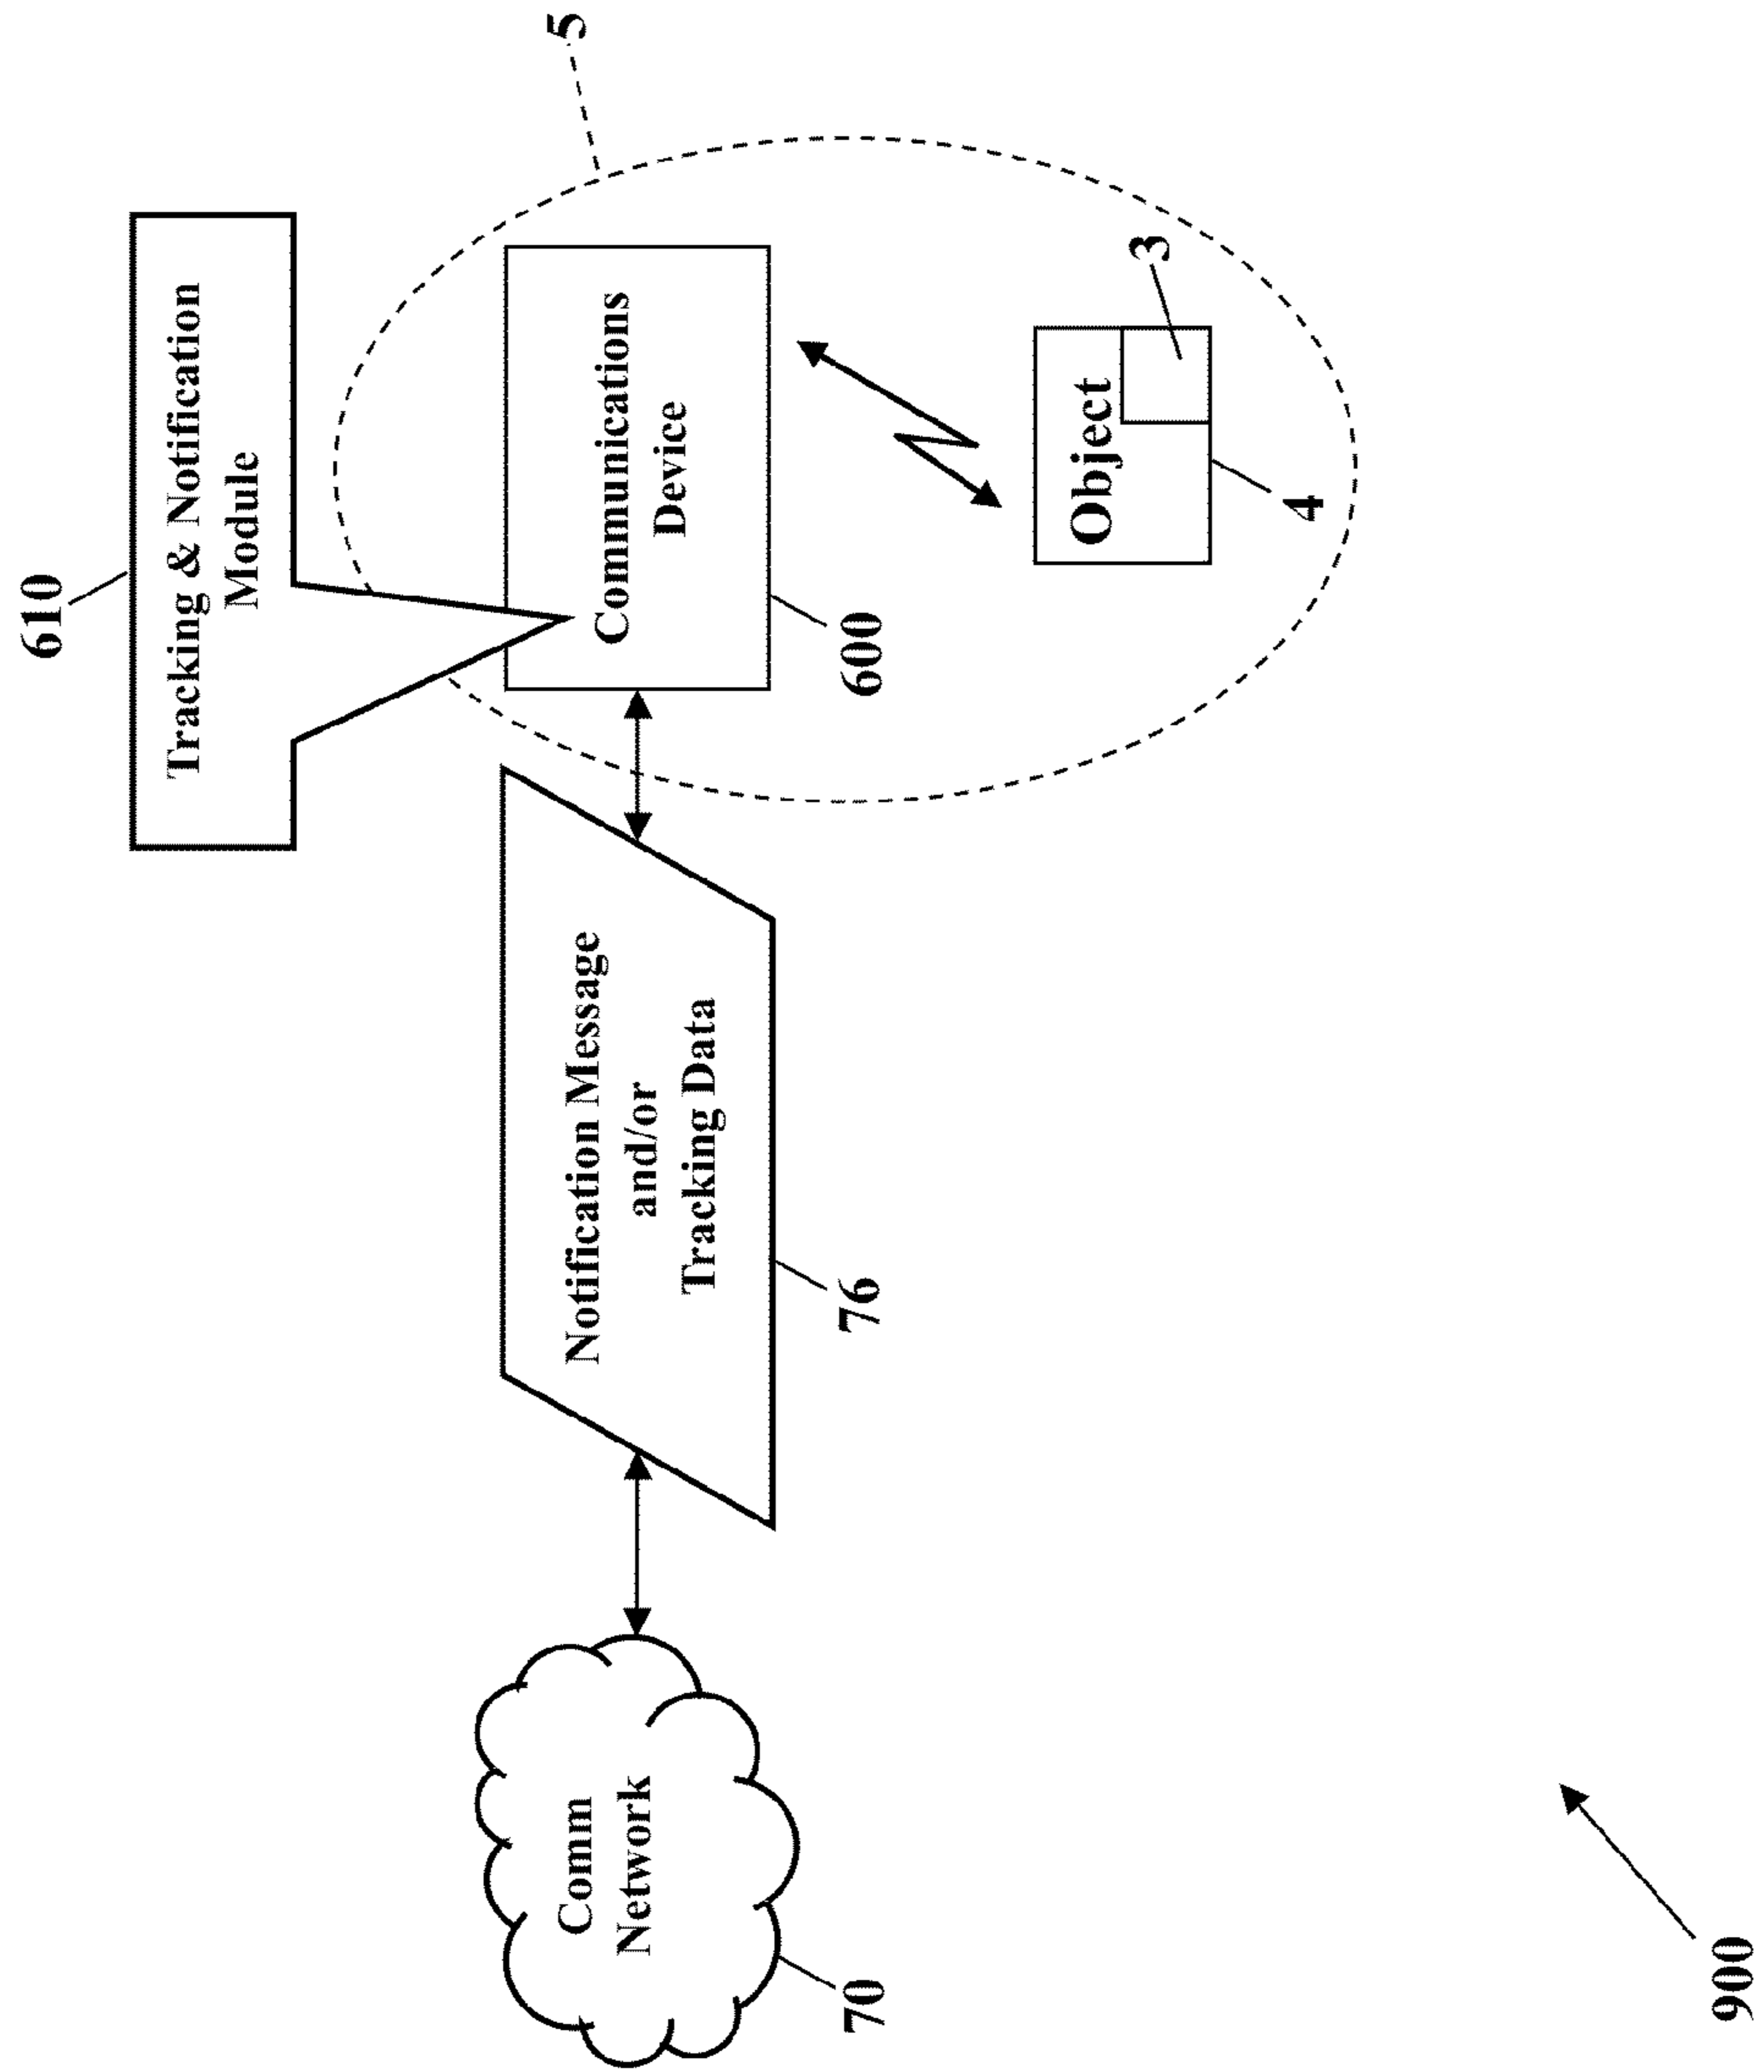 610
Tracking & Notification
Module
5
Comm
Network
70
Notification Message
and/or
Tracking Data
76
Communications
Device
600
Object
3
4
900